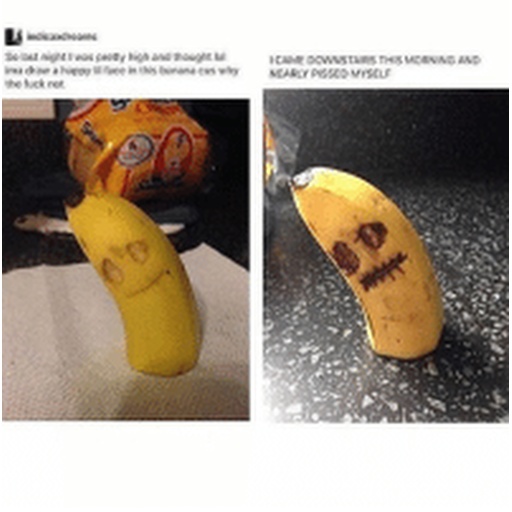 So last night I was pretty high and thought lol
ima draw a happy lil face in this banana cus why
the fuck not
I CAME DOWNSTAIRS THIS MORNING AND
NEARLY PISSED MYSELF